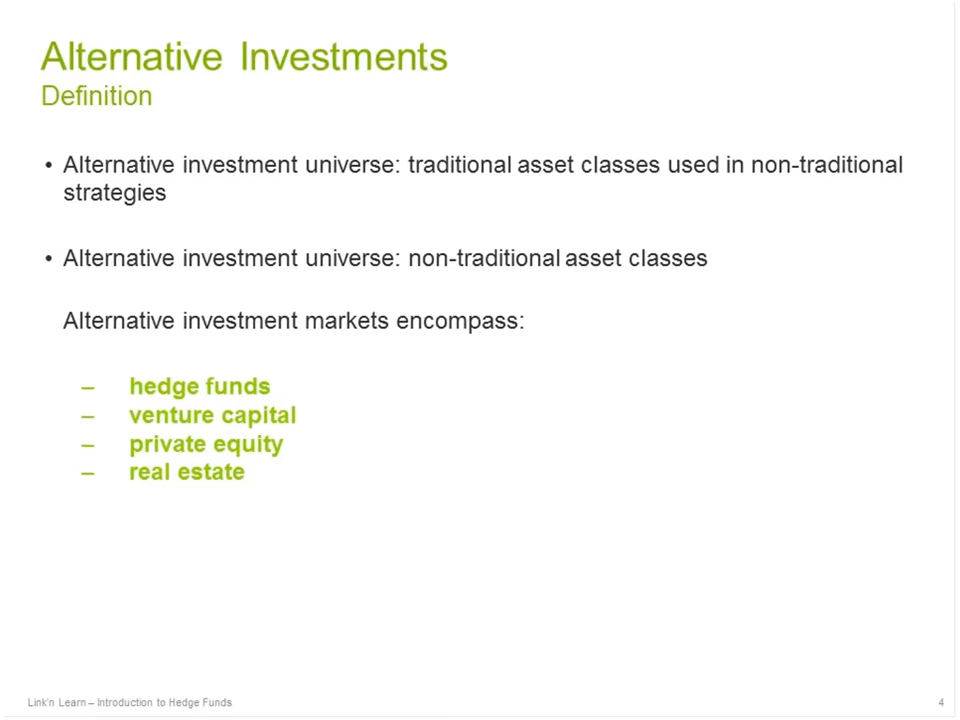 Alternative Investments
Definition
• Alternative investment universe: traditional asset classes used in non-traditional
strategies
• Alternative investment universe: non-traditional asset classes
Alternative investment markets encompass:
– hedge funds
– venture capital
– private equity
– real estate
Link'n Learn – Introduction to Hedge Funds
4